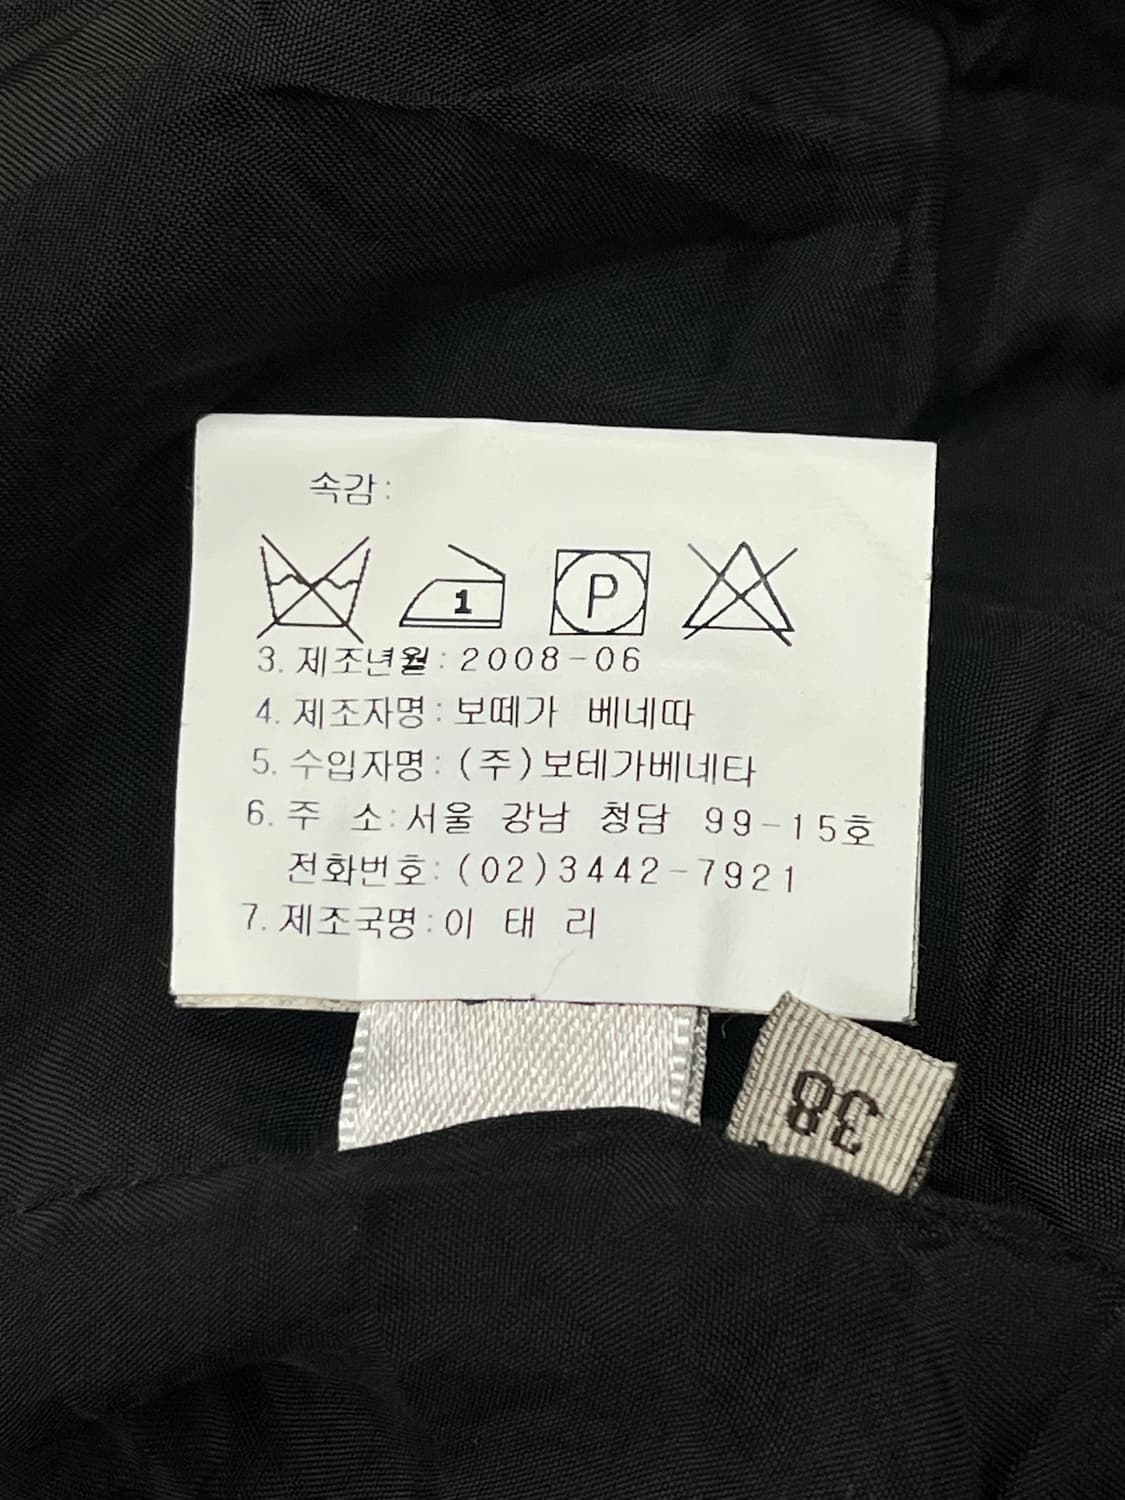 속감:
1
P
3. 제조년월:2008-06
4. 제조자명:보떼가 베네따
5. 수입자명:(주)보테가베네타
6. 주 소:서울 강남 청담 99-15호
전화번호:(02)3442-7921
7. 제조국명:이 태 리
38